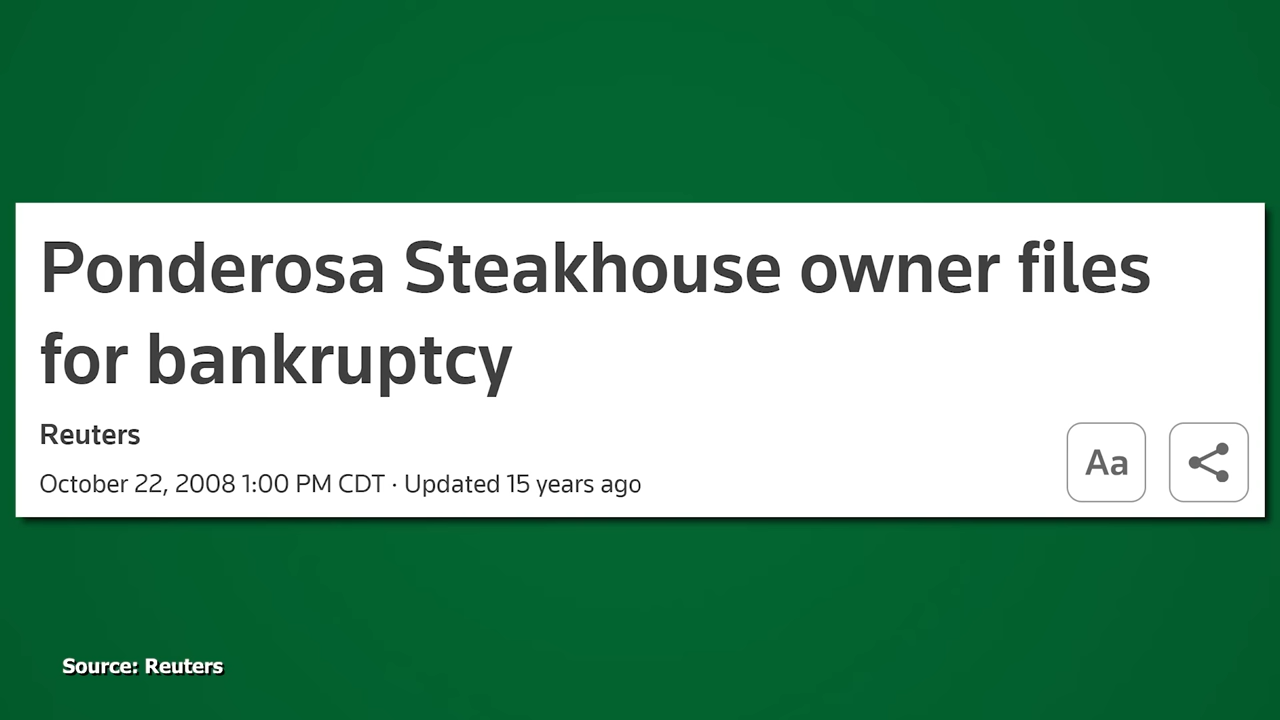 Ponderosa Steakhouse owner files
for bankruptcy
Reuters
October 22, 2008 1:00 PM CDT · Updated 15 years ago
Aa
Source: Reuters